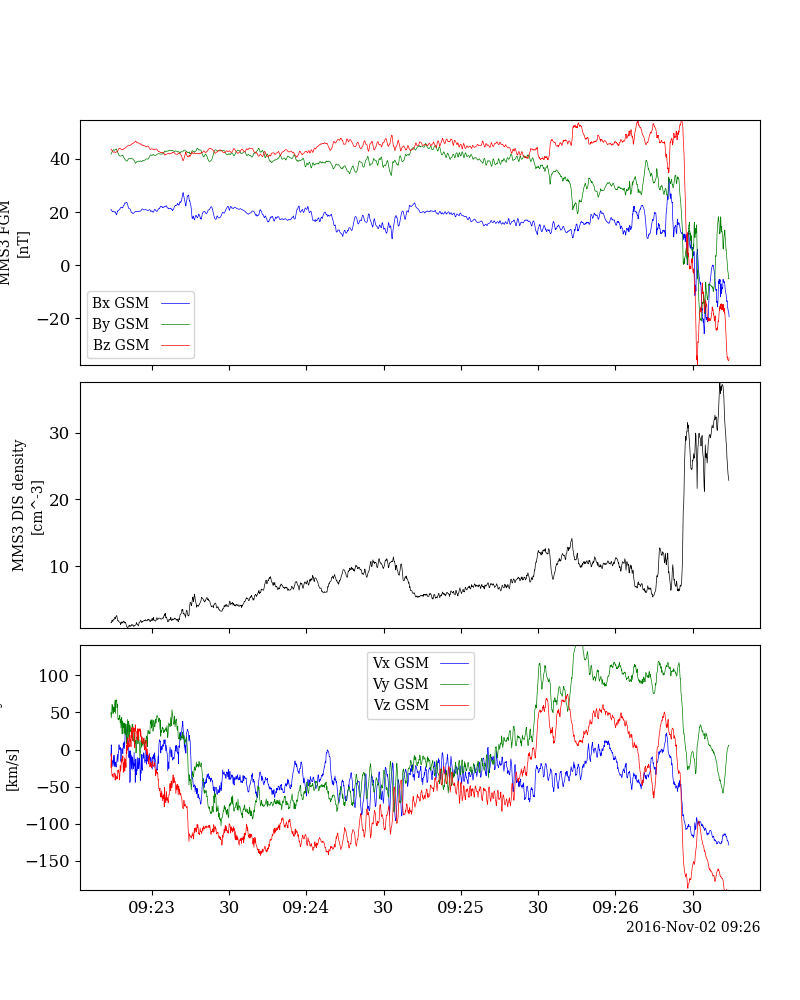 MMS3 FGM
[nT]
40
20
0
−20
Bx GSM
By GSM
Bz GSM
MMS3 DIS density
[cm^-3]
30
20
10
[km/s]
100
50
0
−50
−100
−150
Vx GSM
Vy GSM
Vz GSM
09:23
30
09:24
30
09:25
30
09:26
30
2016-Nov-02 09:26